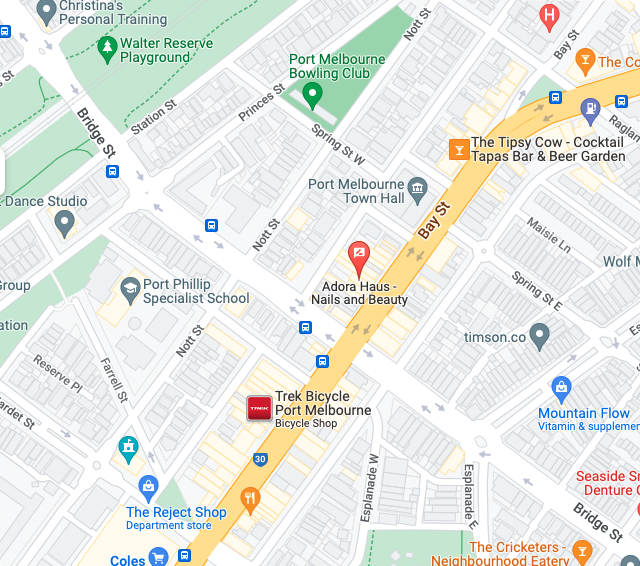 Christina's
Personal Training
Nott St
Bay St
The Co
Walter Reserve
Playground
Port Melbourne
Bowling Club
Princes St
Station St
Bridge St
Spring St W
Raglan
The Tipsy Cow - Cocktail
Tapas Bar & Beer Garden
Port Melbourne
Town Hall
Dance Studio
Bay St
Nott St
Maisie Ln
Wolf M
Group
Port Phillip
Specialist School
Adora Haus -
Nails and Beauty
Spring St E
ation
Nott St
timson.co
Es
Reserve Pl
Farrell St
TREK
Trek Bicycle
Port Melbourne
Bicycle Shop
Mountain Flow
Vitamin & supplemen
ardet St
30
Esplanade W
Esplanade E
Seaside Sm
Denture C
The Reject Shop
Department store
Bridge St
Coles
The Cricketers -
Neighbourhood Eatery